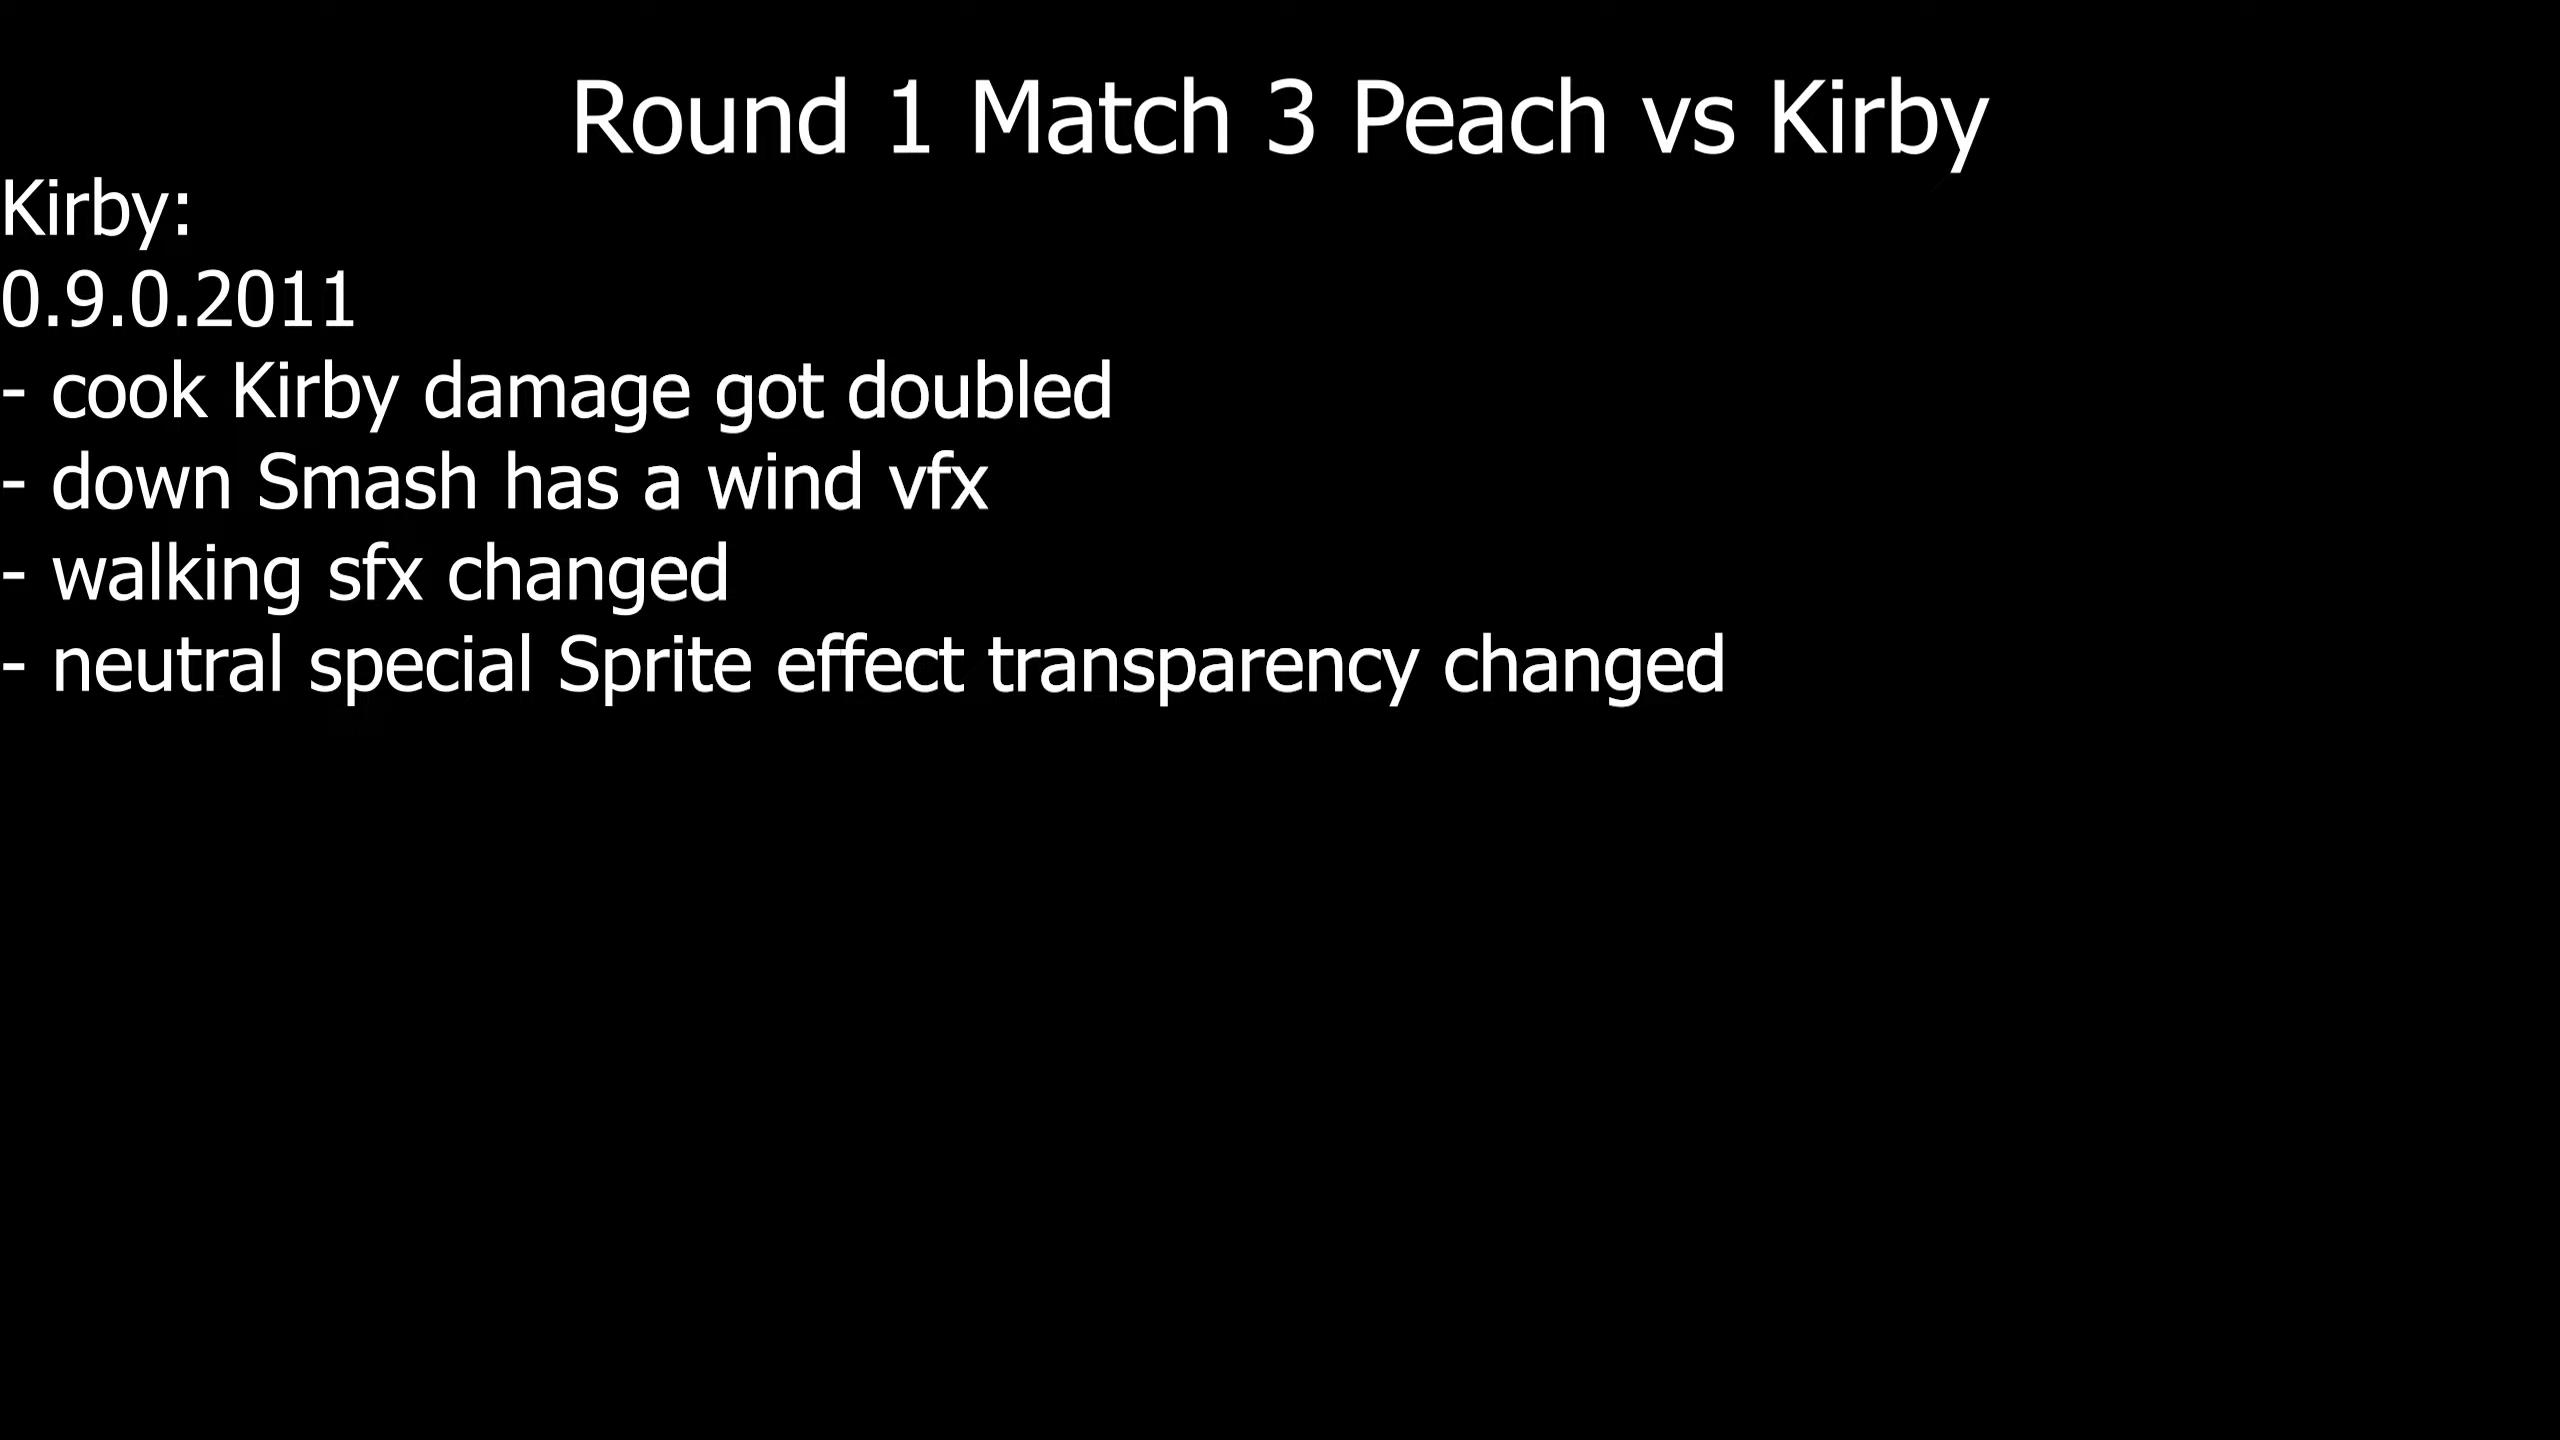 Round 1 Match 3 Peach vs Kirby
Kirby:
0.9.0.2011
- cook Kirby damage got doubled
- down Smash has a wind vfx
- walking sfx changed
- neutral special Sprite effect transparency changed